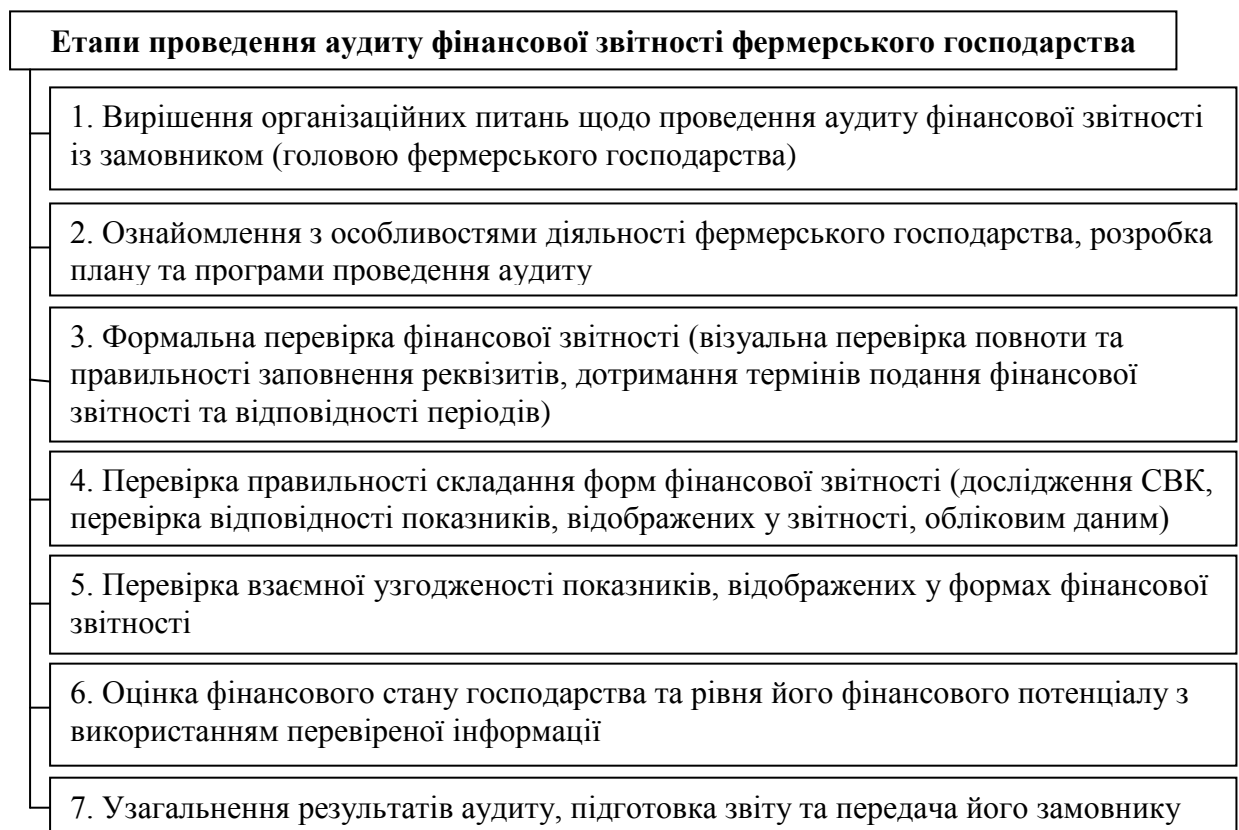 Етапи проведення аудиту фінансової звітності фермерського господарства
1. Вирішення організаційних питань щодо проведення аудиту фінансової звітності
із замовником (головою фермерського господарства)
2. Ознайомлення з особливостями діяльності фермерського господарства, розробка
плану та програми проведення аудиту
3. Формальна перевірка фінансової звітності (візуальна перевірка повноти та
правильності заповнення реквізитів, дотримання термінів подання фінансової
звітності та відповідності періодів)
4. Перевірка правильності складання форм фінансової звітності (дослідження СВК,
перевірка відповідності показників, відображених у звітності, обліковим даним)
5. Перевірка взаємної узгодженості показників, відображених у формах фінансової
звітності
6. Оцінка фінансового стану господарства та рівня його фінансового потенціалу з
використанням перевіреної інформації
7. Узагальнення результатів аудиту, підготовка звіту та передача його замовнику